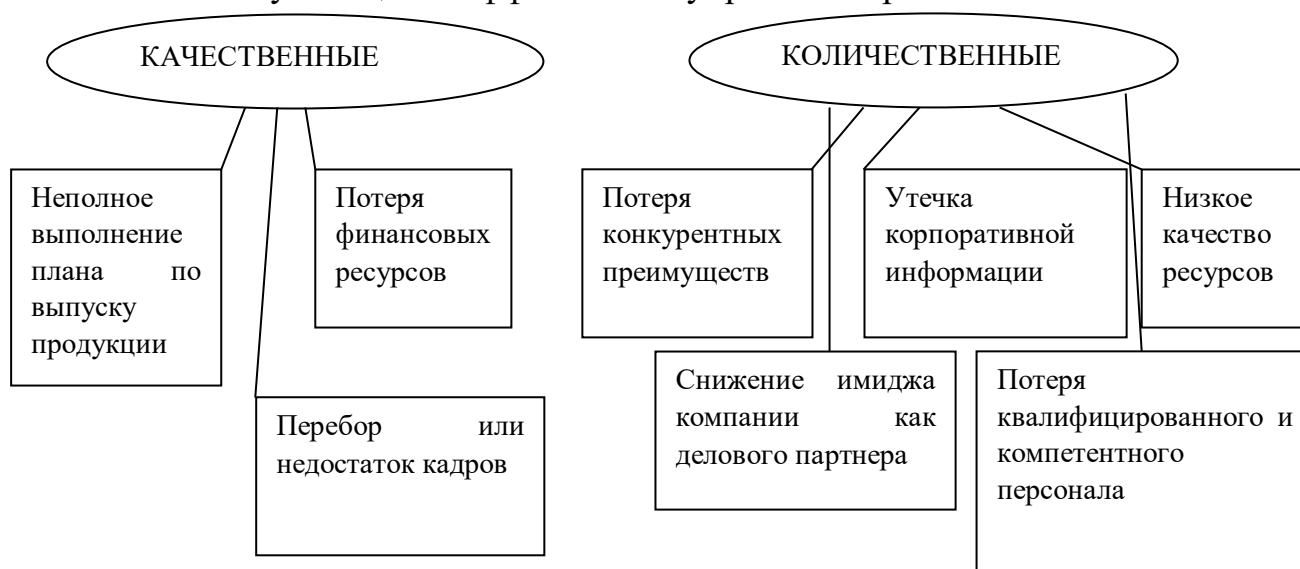 КАЧЕСТВЕННЫЕ
КОЛИЧЕСТВЕННЫЕ
Неполное
выполнение
плана по
выпуску
продукции
Потеря
финансовых
ресурсов
Потеря
конкурентных
преимуществ
Утечка
корпоративной
информации
Низкое
качество
ресурсов
Перебор или
недостаток кадров
Снижение имиджа
компании как
делового партнера
Потеря
квалифицированного и
компетентного
персонала